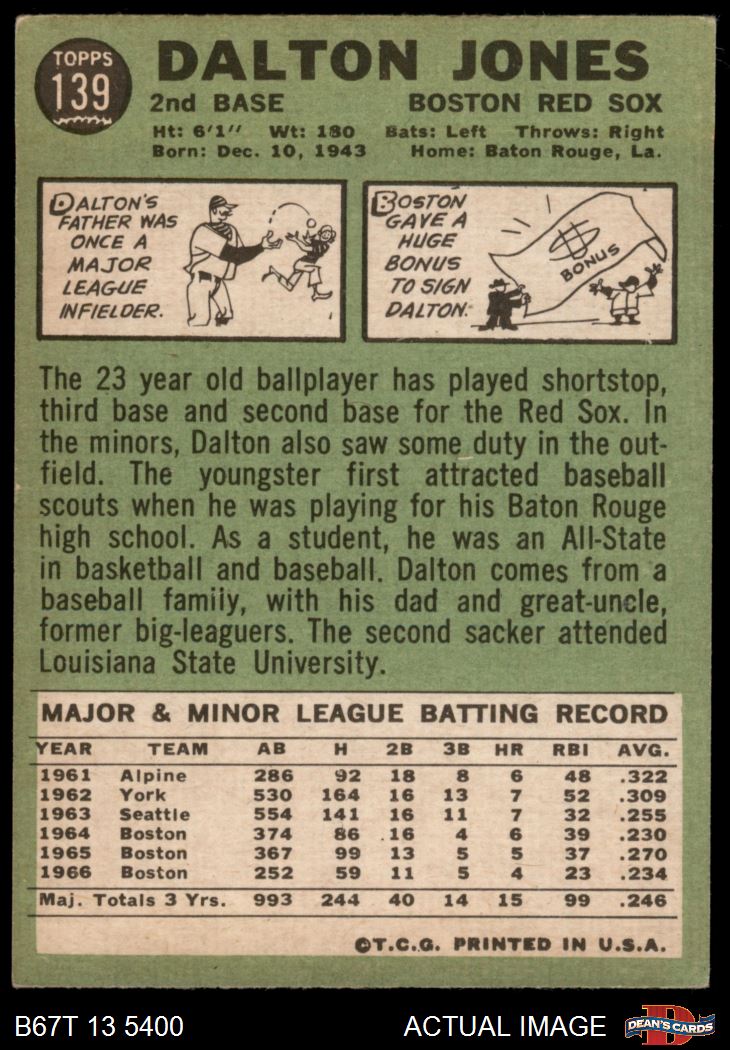 TOPPS
139
DALTON JONES
2nd BASE BOSTON RED SOX
Ht: 6'1" Wt: 180 Bats: Left Throws: Right
Born: Dec. 10, 1943 Home: Baton Rouge, La.
DALTON'S
FATHER WAS
ONCE A
MAJOR
LEAGUE
INFIELDER.
BOSTON
GAVE A
HUGE
BONUS
TO SIGN
DALTON.
BONUS
The 23 year old ballplayer has played shortstop,
third base and second base for the Red Sox. In
the minors, Dalton also saw some duty in the out-
field. The youngster first attracted baseball
scouts when he was playing for his Baton Rouge
high school. As a student, he was an All-State
in basketball and baseball. Dalton comes from a
baseball family, with his dad and great-uncle,
former big-leaguers. The second sacker attended
Louisiana State University.
MAJOR & MINOR LEAGUE BATTING RECORD
YEAR TEAM AB H 2B 3B HR RBI AVG.
1961 Alpine 286 92 18 8 6 48 .322
1962 York 530 164 16 13 7 52 .309
1963 Seattle 554 141 16 11 7 32 .255
1964 Boston 374 86 16 4 6 39 .230
1965 Boston 367 99 13 5 5 37 .270
1966 Boston 252 59 11 5 4 23 .234
Maj. Totals 3 Yrs. 993 244 40 14 15 99 .246
©T.C.G. PRINTED IN U.S.A.
B67T 13 5400 ACTUAL IMAGE
D
DEAN'S CARDS